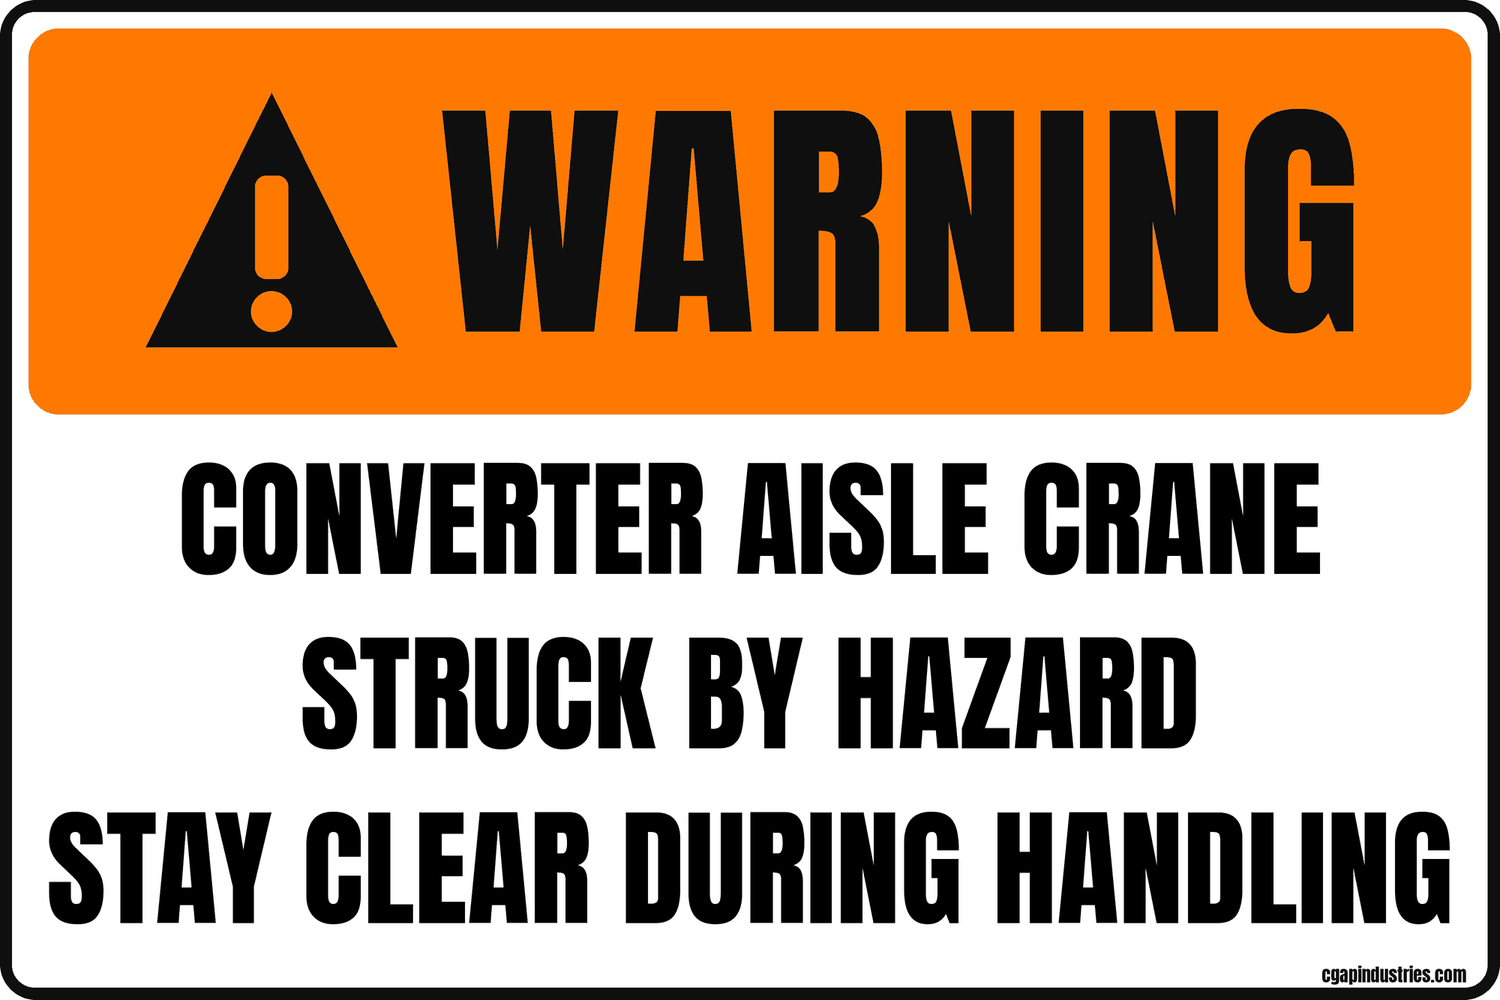 WARNING
CONVERTER AISLE CRANE
STRUCK BY HAZARD
STAY CLEAR DURING HANDLING
cgapindustries.com